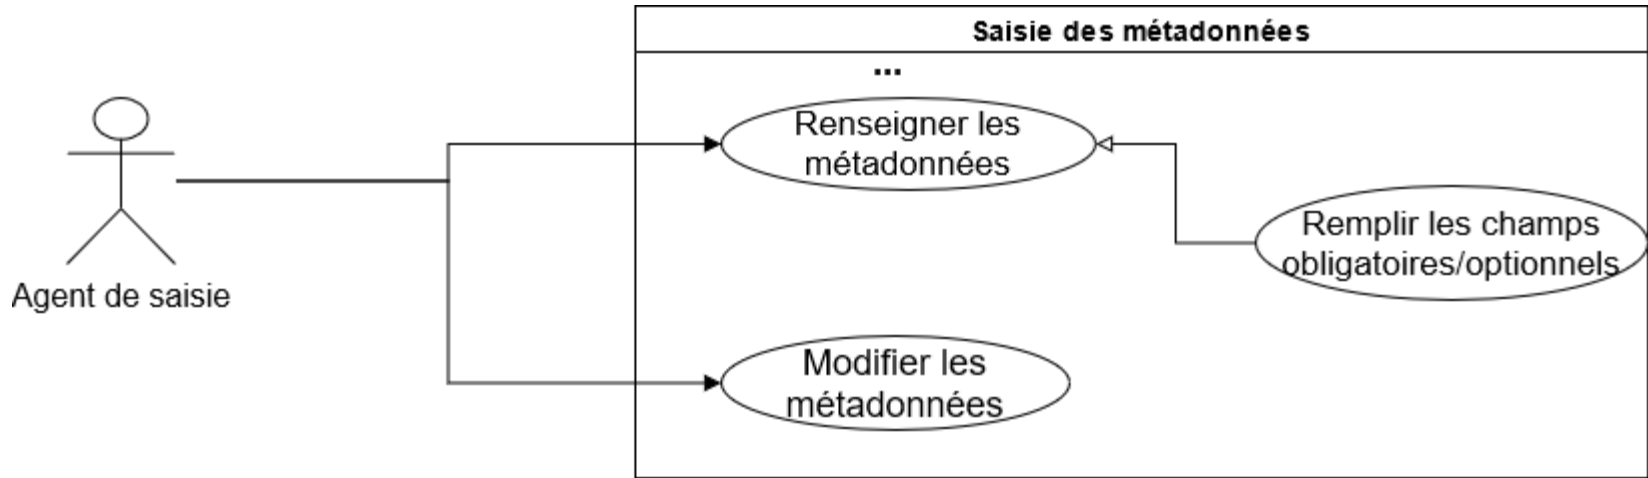 Saisie des métadonnées
...
Renseigner les
métadonnées
Remplir les champs
obligatoires/optionnels
Agent de saisie
Modifier les
métadonnées